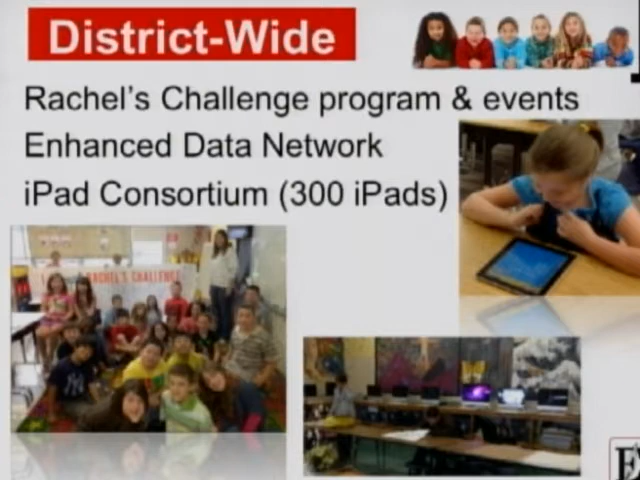 District-Wide
Rachel's Challenge program & events
Enhanced Data Network
iPad Consortium (300 iPads)
RACHEL'S CHALLENGE
E